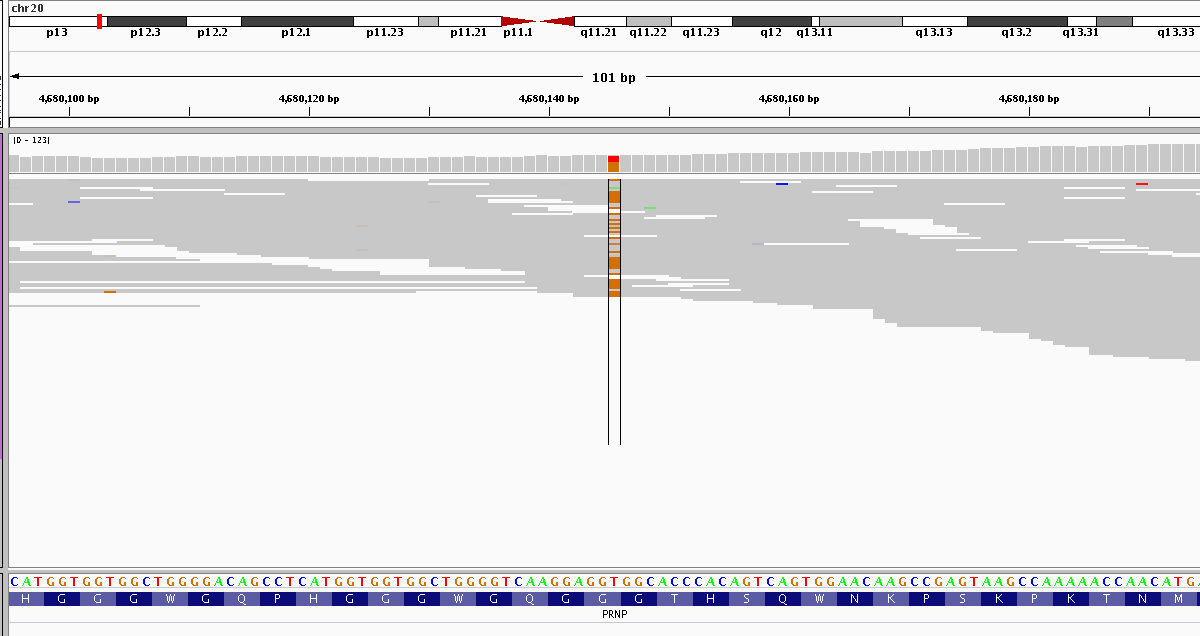 chr20
p13 p12.3 p12.2 p12.1 p11.23 p11.21 p11.1 q11.21 q11.22 q11.23 q12 q13.11 q13.13 q13.2 q13.31 q13.33
101 bp
4,680,100 bp 4,680,120 bp 4,680,140 bp 4,680,160 bp 4,680,180 bp
[0 - 123]
C A T G G T G G T G G C T G G G G A C A G C C T C A T G G T G G T G G C T G G G G T C A A G G A G G T G G C A C C C A C A G T C A G T G G A A C A A G C C G A G T A A G C C A A A A A C C A A C A T G
H G G G W G Q P H G G G W G Q G G G T H S Q W N K P S K P K T N M
PRNP